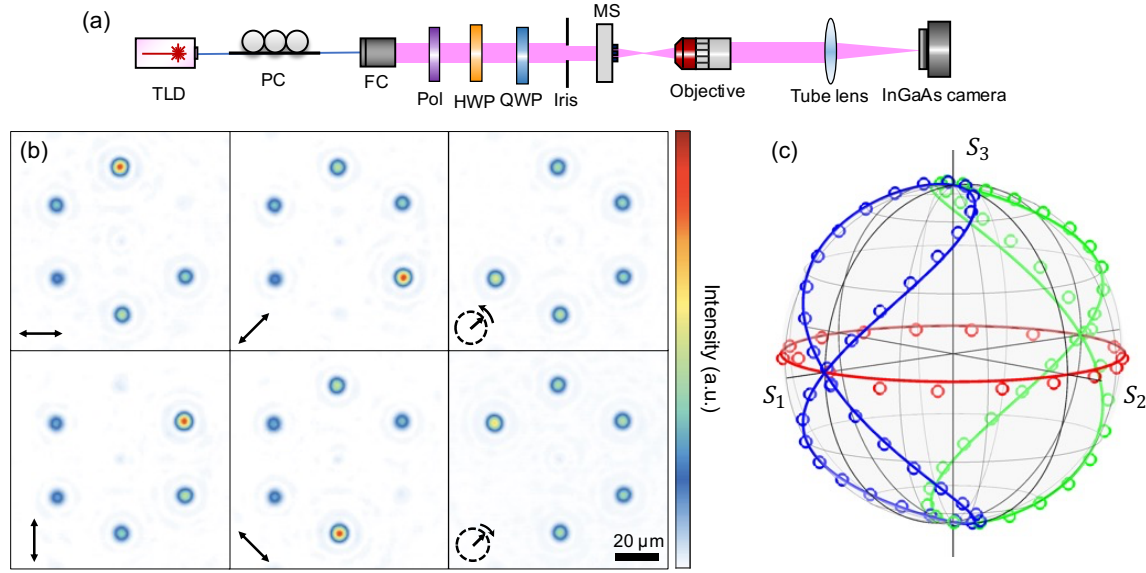 (a)
MS
TLD
PC
FC
Pol
HWP
QWP
Iris
Objective
Tube lens
InGaAs camera
(b)
Intensity (a.u.)
20 μm
(c)
S₃
S₁
S₂